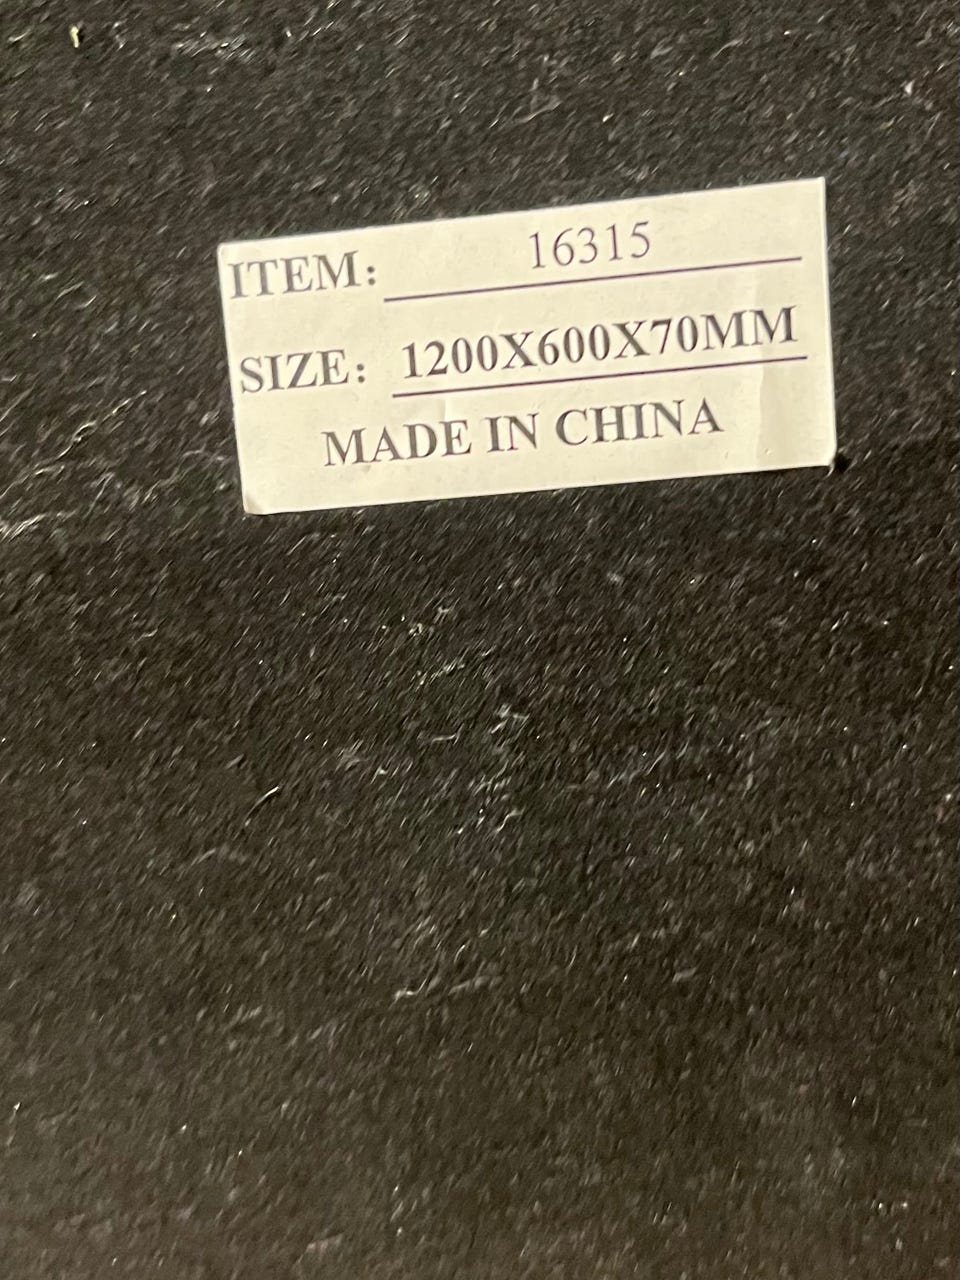 ITEM: 16315
SIZE: 1200X600X70MM
MADE IN CHINA